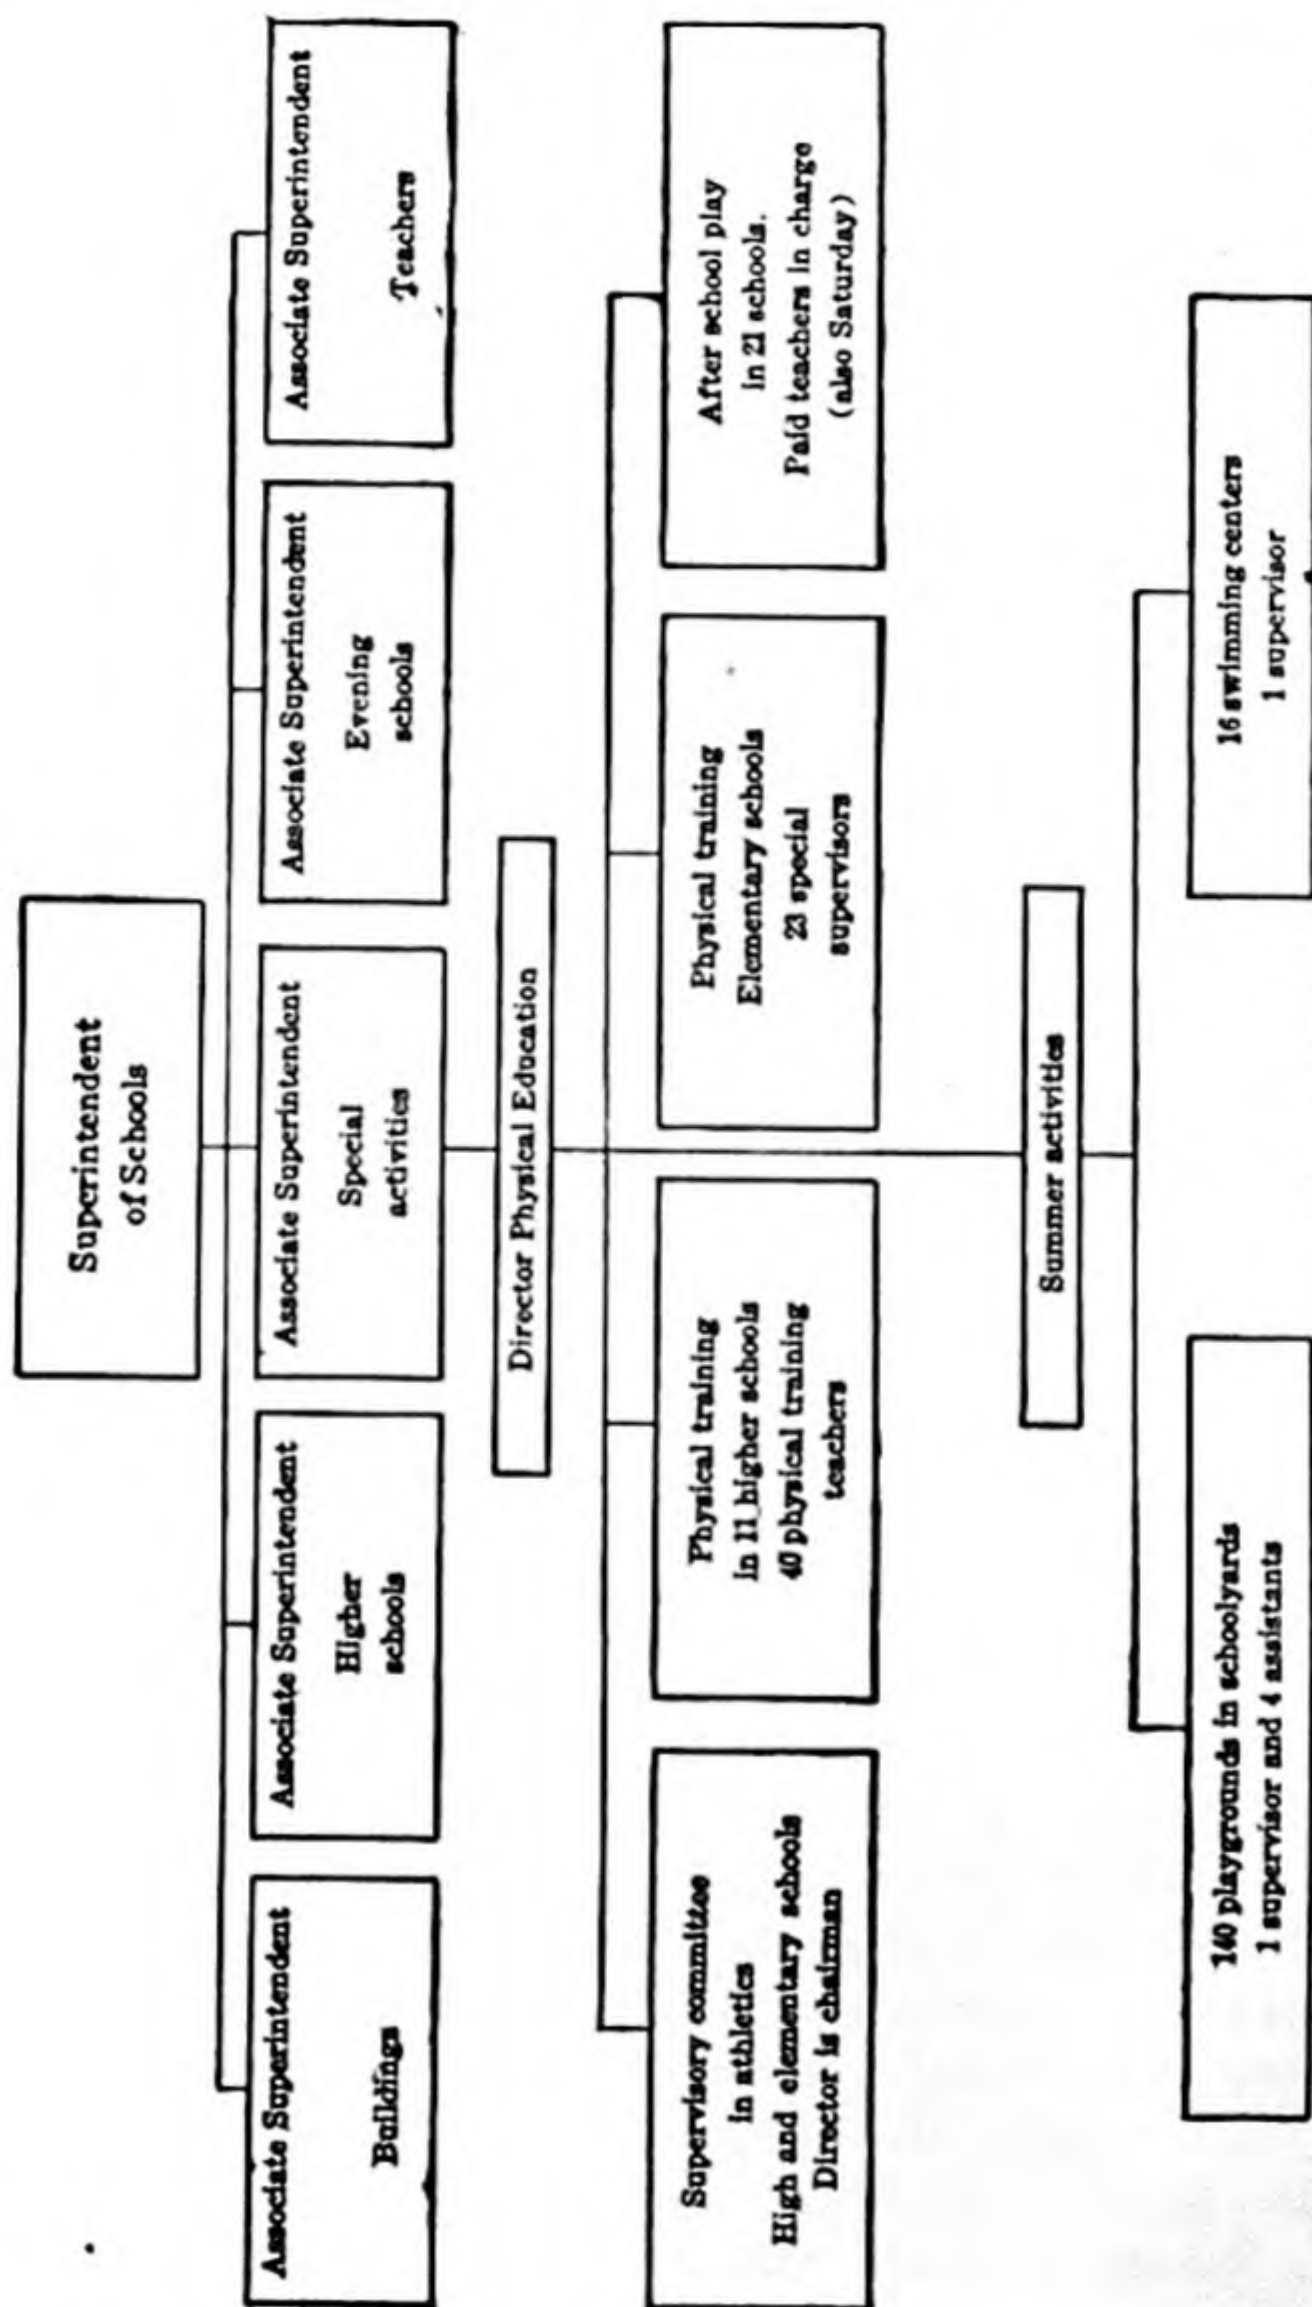 Superintendent
of Schools
Associate Superintendent
Buildings
Associate Superintendent
Higher
schools
Associate Superintendent
Special
activities
Associate Superintendent
Evening
schools
Associate Superintendent
Teachers
Director Physical Education
Supervisory committee
in athletics
High and elementary schools
Director is chairman
Physical training
in 11 higher schools
40 physical training
teachers
Physical training
Elementary schools
23 special
supervisors
After school play
in 21 schools.
Paid teachers in charge
(also Saturday)
Summer activities
140 playgrounds in schoolyards
1 supervisor and 4 assistants
16 swimming centers
1 supervisor